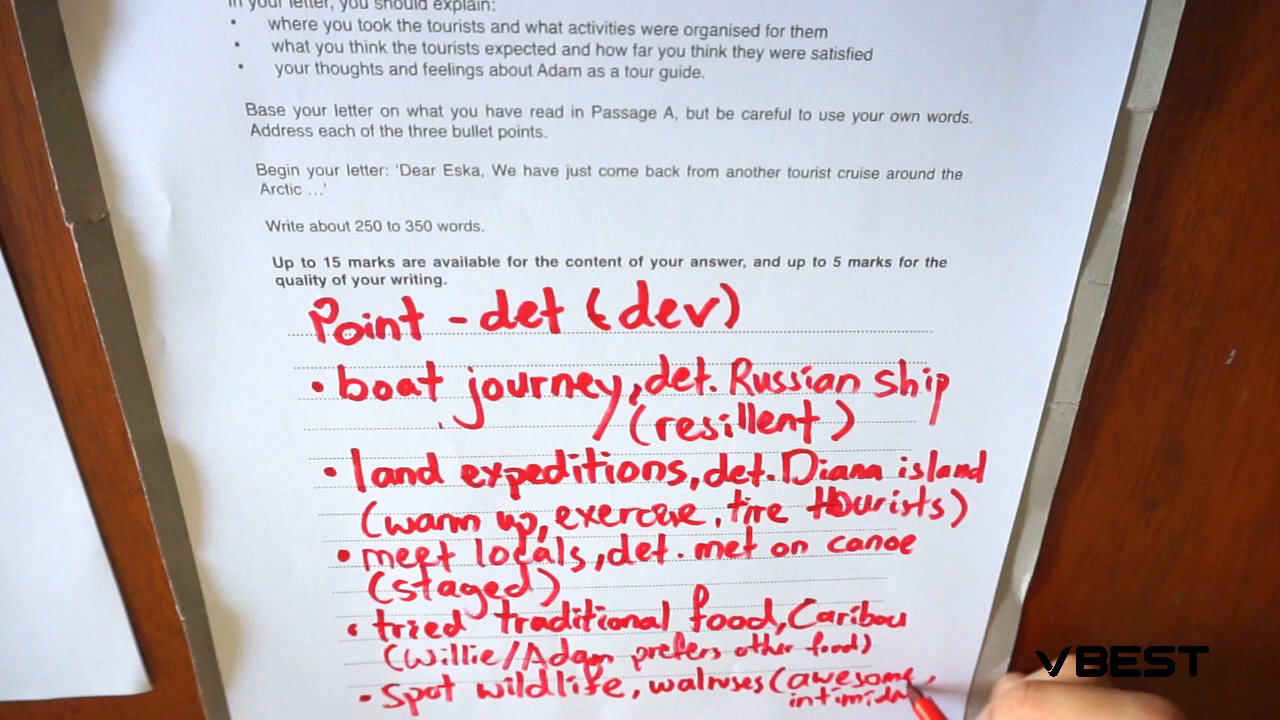 In your letter, you should explain:
• where you took the tourists and what activities were organised for them
• what you think the tourists expected and how far you think they were satisfied
• your thoughts and feelings about Adam as a tour guide.
Base your letter on what you have read in Passage A, but be careful to use your own words.
Address each of the three bullet points.
Begin your letter: 'Dear Eska, We have just come back from another tourist cruise around the
Arctic ...'
Write about 250 to 350 words.
Up to 15 marks are available for the content of your answer, and up to 5 marks for the
quality of your writing.
Point - det (dev)
• boat journey, det. Russian ship
(resillent)
• land expeditions, det. Diana island
(warm up, exercise, tire tourists)
• meet locals, det. met on canoe
(staged)
• tried traditional food, Caribou
(Willie/Adam prefers other food)
• Spot wildlife, walruses (awesome,
VBEST